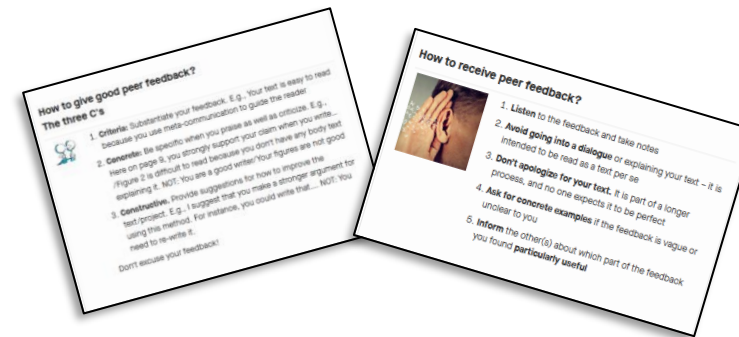 How to give good peer feedback?
The three C's
1. Criteria: Substantiate your feedback. E.g., Your text is easy to read
because you use meta-communication to guide the reader
2. Concrete: Be specific when you praise as well as criticize. E.g.,
Here on page 9, you strongly support your claim when you write...
/Figure 2 is difficult to read because you don't have any body text
explaining it. NOT: You are a good writer/Your figures are not good
3. Constructive. Provide suggestions for how to improve the
text/project. E.g., I suggest that you make a stronger argument for
using this method. For instance, you could write that.... NOT: You
need to re-write it.
Don't excuse your feedback!
How to receive peer feedback?
1. Listen to the feedback and take notes
2. Avoid going into a dialogue or explaining your text – it is
intended to be read as a text per se
3. Don't apologize for your text. It is part of a longer
process, and no one expects it to be perfect
4. Ask for concrete examples if the feedback is vague or
unclear to you
5. Inform the other(s) about which part of the feedback
you found particularly useful